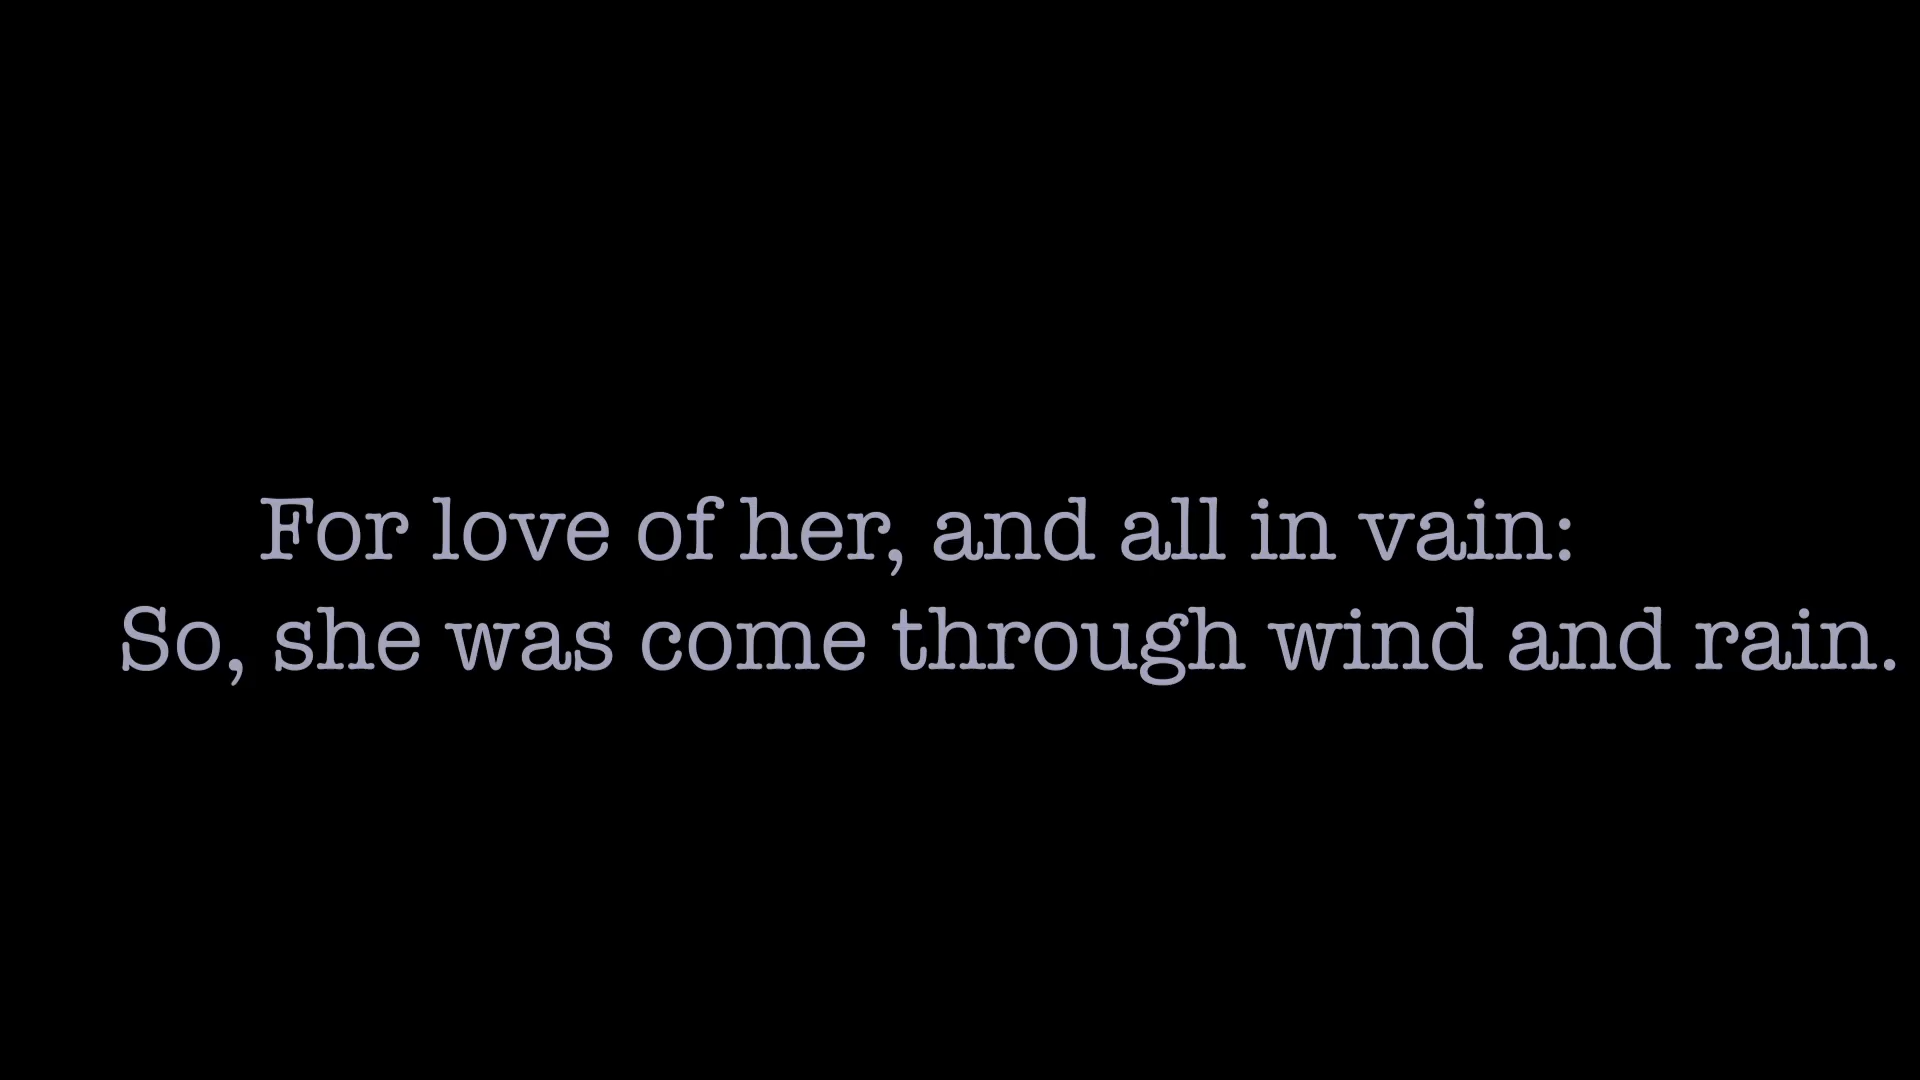 For love of her, and all in vain:
So, she was come through wind and rain.